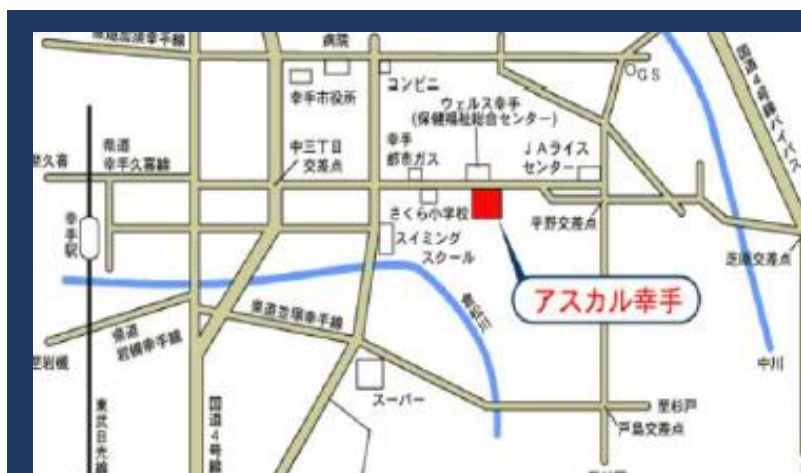 県道加須幸手線
病院
コンビニ
幸手市役所
GS
国道4号線バイパス
ウェルス幸手
(保健福祉総合センター)
県道
幸手久喜線
至久喜
中三丁目
交差点
幸手
都市ガス
JAライス
センター
さくら小学校
平野交差点
幸手駅
スイミング
スクール
アスカル幸手
県道
岩槻幸手線
至岩槻
スーパー
中川
至杉戸
戸島交差点
東武日光線
国道4号線